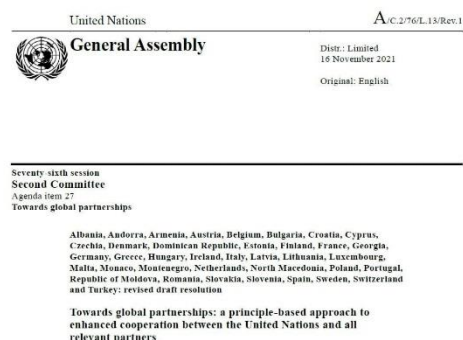 United Nations
A/C.2/76/L.13/Rev.1
General Assembly
Distr.: Limited
16 November 2021
Original: English
Seventy-sixth session
Second Committee
Agenda item 27
Towards global partnerships
Albania, Andorra, Armenia, Austria, Belgium, Bulgaria, Croatia, Cyprus,
Czechia, Denmark, Dominican Republic, Estonia, Finland, France, Georgia,
Germany, Greece, Hungary, Ireland, Italy, Latvia, Lithuania, Luxembourg,
Malta, Monaco, Montenegro, Netherlands, North Macedonia, Poland, Portugal,
Republic of Moldova, Romania, Slovakia, Slovenia, Spain, Sweden, Switzerland
and Turkey: revised draft resolution
Towards global partnerships: a principle-based approach to
enhanced cooperation between the United Nations and all
relevant partners